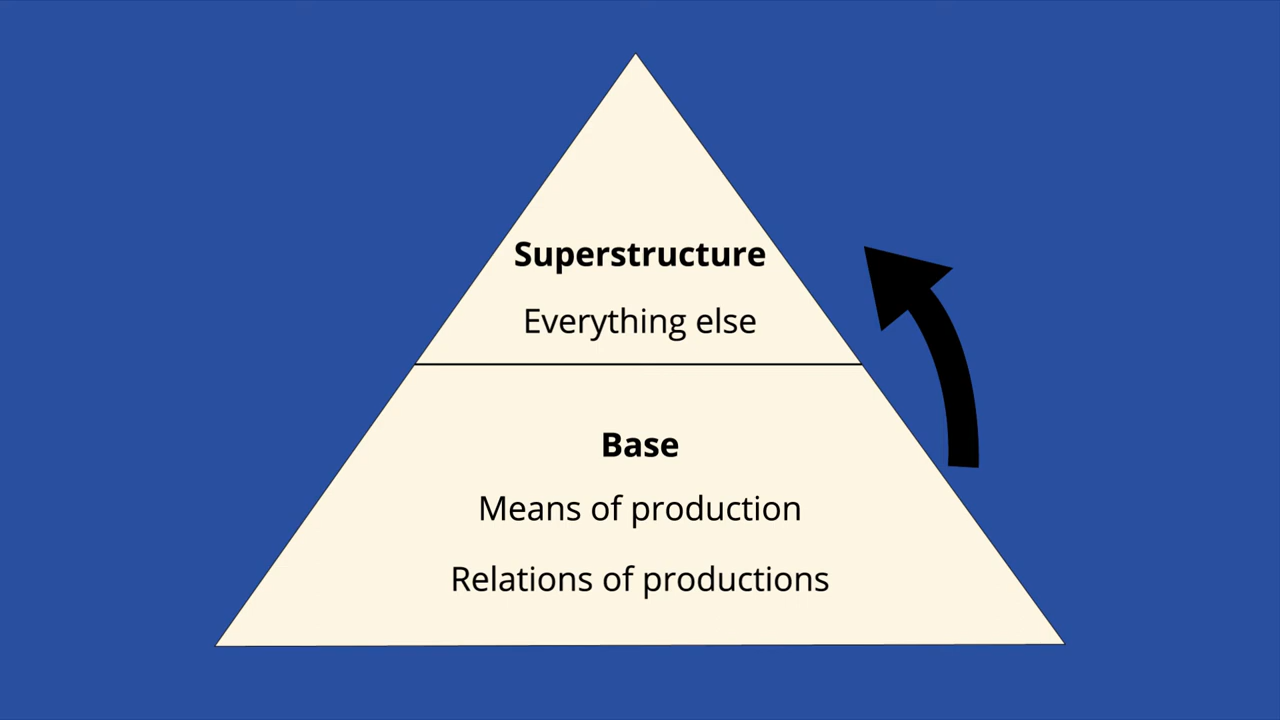 Superstructure
Everything else
Base
Means of production
Relations of productions